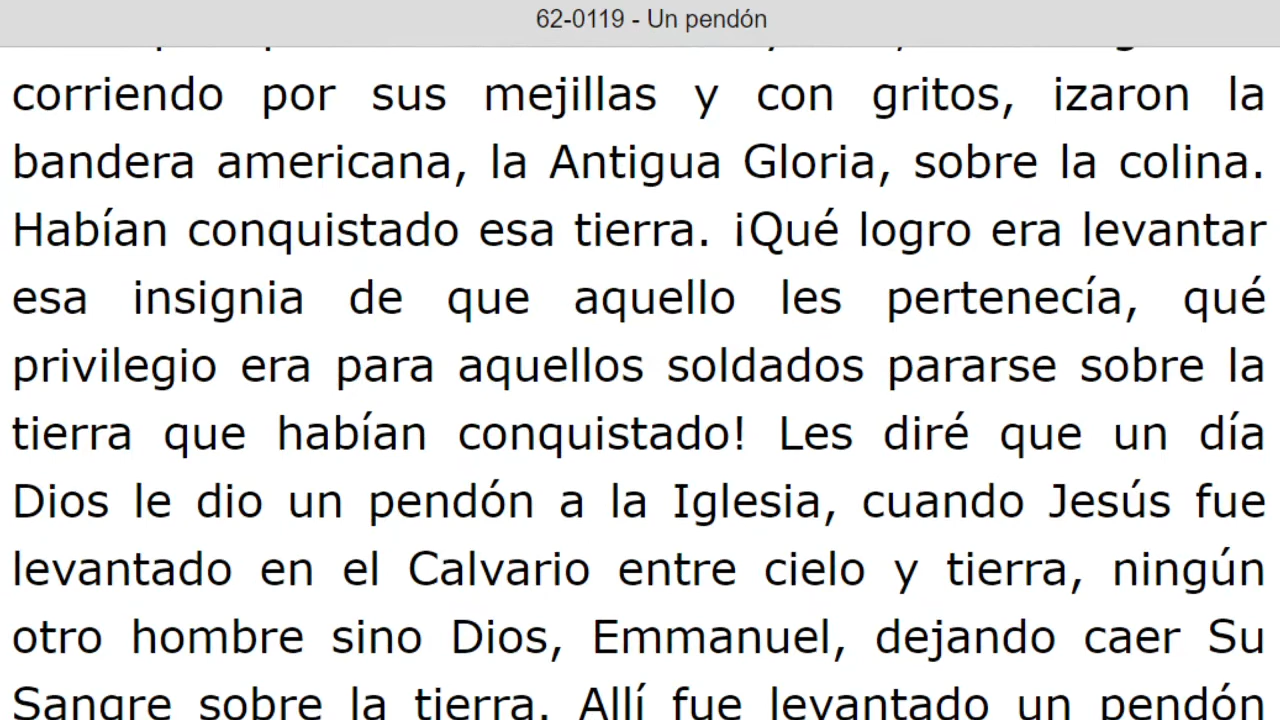 62-0119 - Un pendón
corriendo por sus mejillas y con gritos, izaron la
bandera americana, la Antigua Gloria, sobre la colina.
Habían conquistado esa tierra. ¡Qué logro era levantar
esa insignia de que aquello les pertenecía, qué
privilegio era para aquellos soldados pararse sobre la
tierra que habían conquistado! Les diré que un día
Dios le dio un pendón a la Iglesia, cuando Jesús fue
levantado en el Calvario entre cielo y tierra, ningún
otro hombre sino Dios, Emmanuel, dejando caer Su
Sangre sobre la tierra. Allí fue levantado un pendón